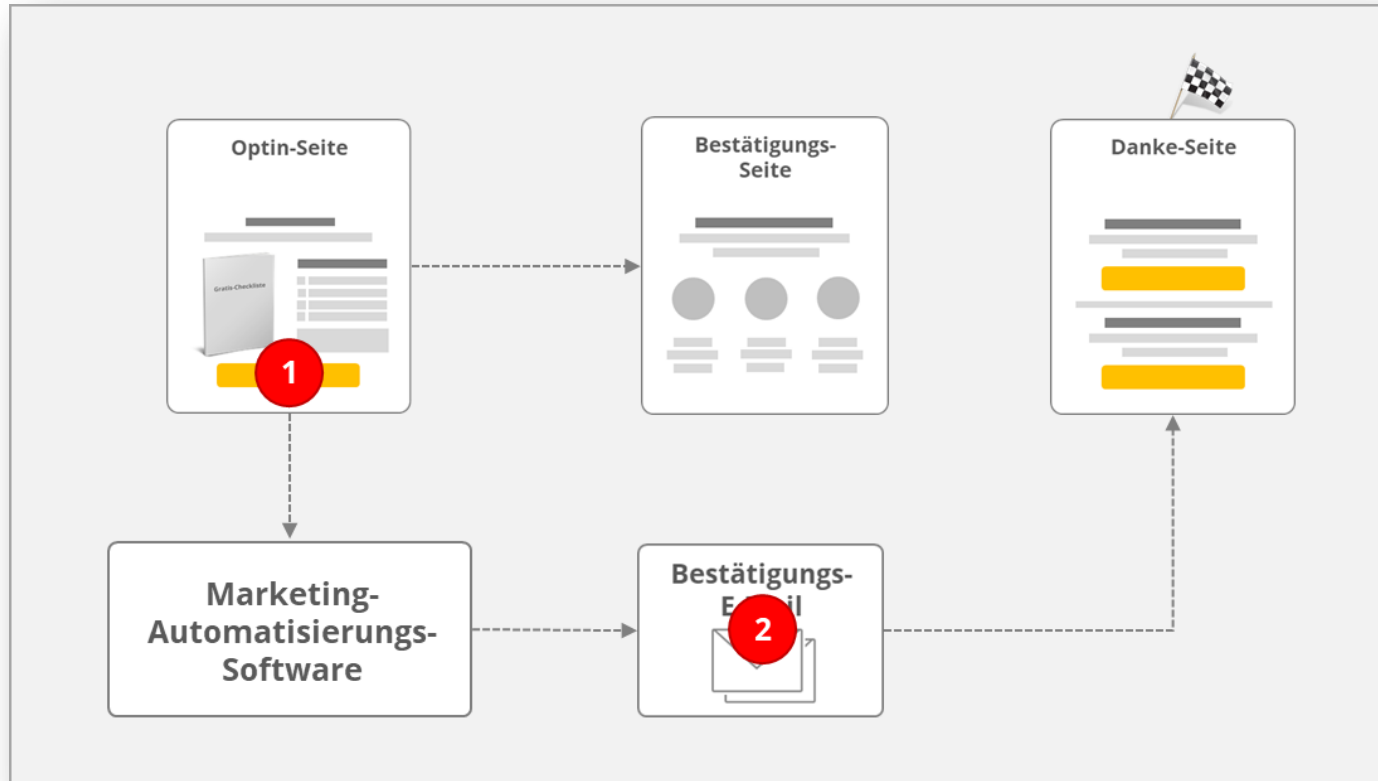 Optin-Seite
Gratis-Checkliste
1
Bestätigungs-
Seite
Danke-Seite
Marketing-
Automatisierungs-
Software
Bestätigungs-
2